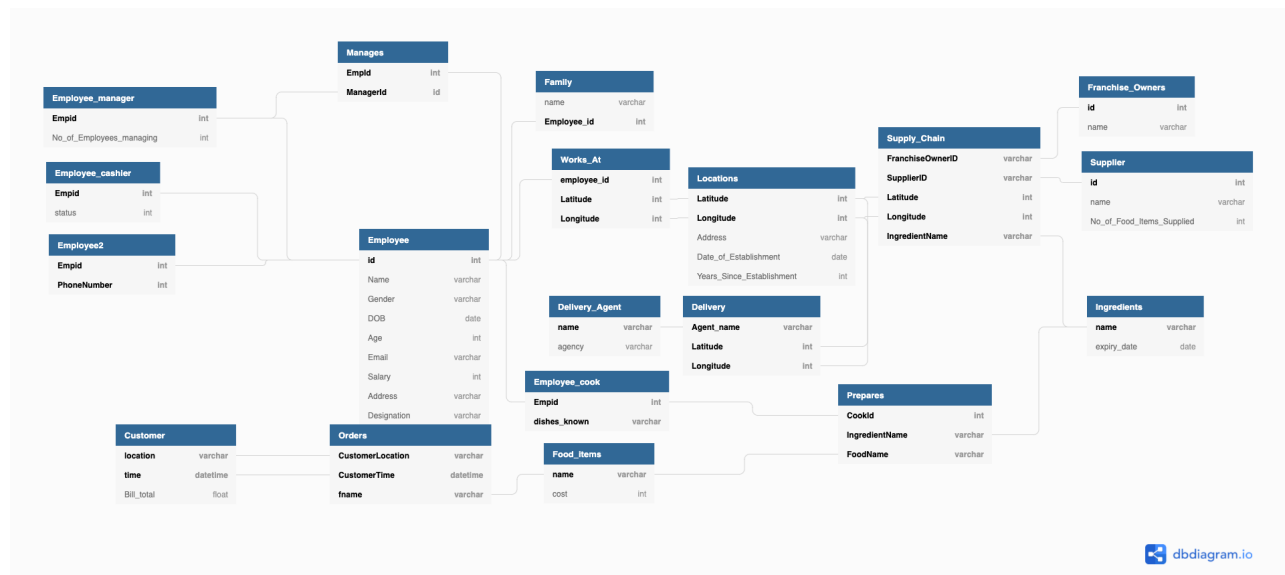 Manages
EmpId int
ManagerId id
Employee_manager
Empid int
No_of_Employees_managing int
Employee_cashier
Empid int
status int
Employee2
Empid int
PhoneNumber int
Family
name varchar
Employee_id int
Works_At
employee_id int
Latitude int
Longitude int
Locations
Latitude int
Longitude int
Address varchar
Date_of_Establishment date
Years_Since_Establishment int
Supply_Chain
FranchiseOwnerID varchar
SupplierID varchar
Latitude int
Longitude int
IngredientName varchar
Franchise_Owners
id int
name varchar
Supplier
id int
name varchar
No_of_Food_Items_Supplied int
Employee
id int
Name varchar
Gender varchar
DOB date
Age int
Email varchar
Salary int
Address varchar
Designation varchar
Delivery_Agent
name varchar
agency varchar
Delivery
Agent_name varchar
Latitude int
Longitude int
Ingredients
name varchar
expiry_date date
Employee_cook
Empid int
dishes_known varchar
Prepares
CookId int
IngredientName varchar
FoodName varchar
Customer
location varchar
time datetime
Bill_total float
Orders
CustomerLocation varchar
CustomerTime datetime
fname varchar
Food_Items
name varchar
cost int
dbdiagram.io